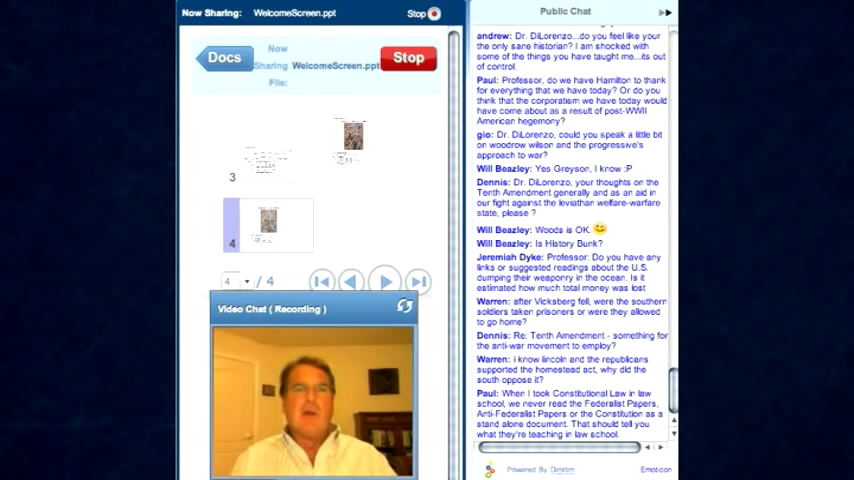 Now Sharing: WelcomeScreen.ppt Stop
Docs
Now
Sharing WelcomeScreen.ppt
File:
Stop
3
4
4 / 4
Video Chat ( Recording )
Public Chat
andrew: Dr. DiLorenzo...do you feel like your
the only sane historian? I am shocked with
some of the things you have taught me...its out
of control
Paul: Professor, do we have Hamilton to thank
for everything that we have today? Or do you
think that the corporatism we have today would
have come about as a result of post-WWII
American hegemony?
gio: Dr. DiLorenzo, could you speak a little bit
on woodrow wilson and the progressive's
approach to war?
Will Beazley: Yes Greyson, I know :P
Dennis: Dr. DiLorenzo, your thoughts on the
Tenth Amendment generally and as an aid in
our fight against the leviathan welfare-warfare
state, please ?
Will Beazley: Woods is OK.
Will Beazley: Is History Bunk?
Jeremiah Dyke: Professor: Do you have any
links or suggested readings about the U.S.
dumping their weaponry in the ocean. Is it
estimated how much total money was lost
Warren: after Vicksberg fell, were the southern
soldiers taken prisoners or were they allowed
to go home?
Dennis: Re: Tenth Amendment - something for
the anti-war movement to employ?
Warren: i know lincoln and the republicans
supported the homestead act, why did the
south oppose it?
Paul: When I took Constitutional Law in law
school, we never read the Federalist Papers,
Anti-Federalist Papers or the Constitution as a
stand alone document. That should tell you
what they're teaching in law school.
Powered By Dimdim
Emoticon